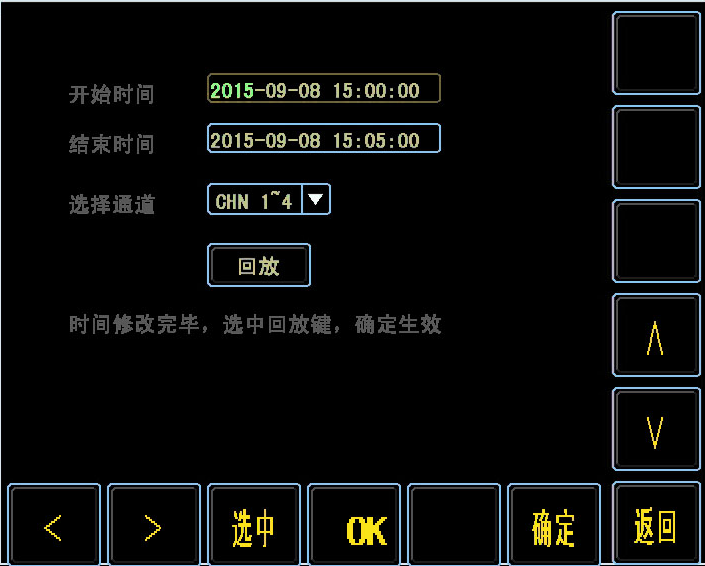 开始时间 2015-09-08 15:00:00
结束时间 2015-09-08 15:05:00
选择通道 CHN 1~4 ▼
回放
时间修改完毕，选中回放键，确定生效
∧
∨
< > 选中 OK 确定 返回